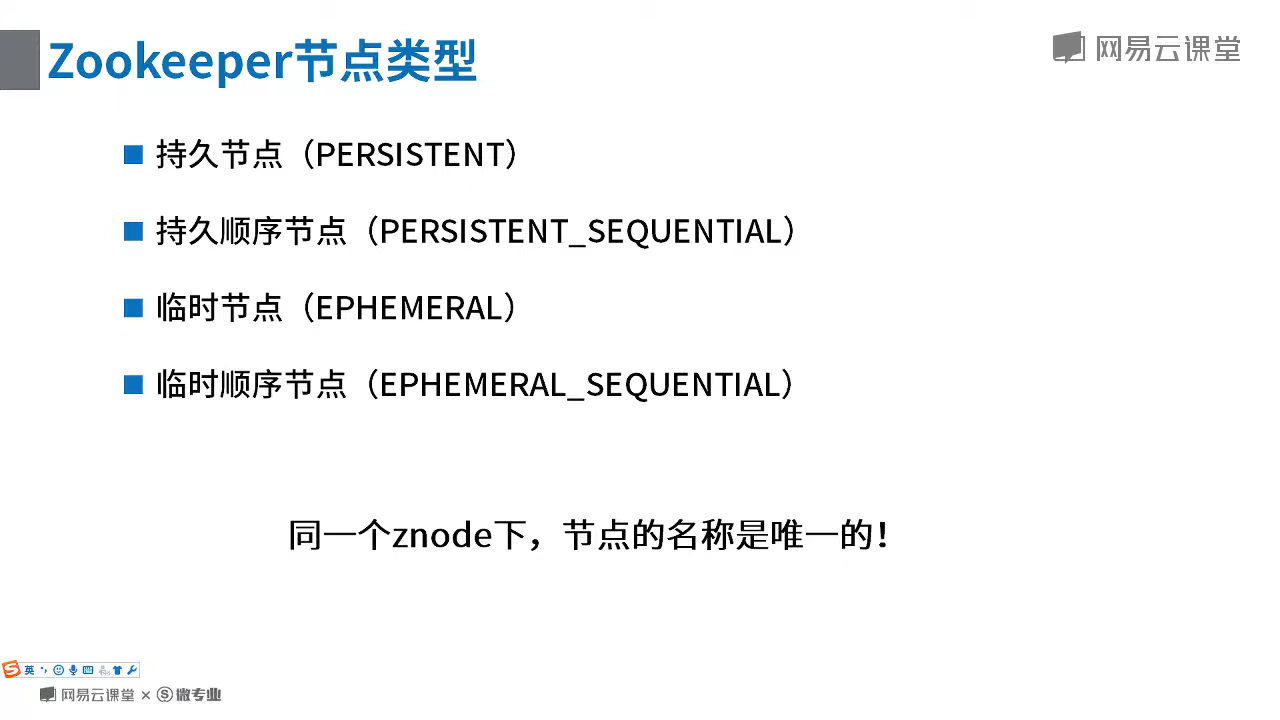 Zookeeper节点类型
网易云课堂
持久节点（PERSISTENT）
持久顺序节点（PERSISTENT_SEQUENTIAL）
临时节点（EPHEMERAL）
临时顺序节点（EPHEMERAL_SEQUENTIAL）
同一个znode下，节点的名称是唯一的！
英
网易云课堂 × 微专业